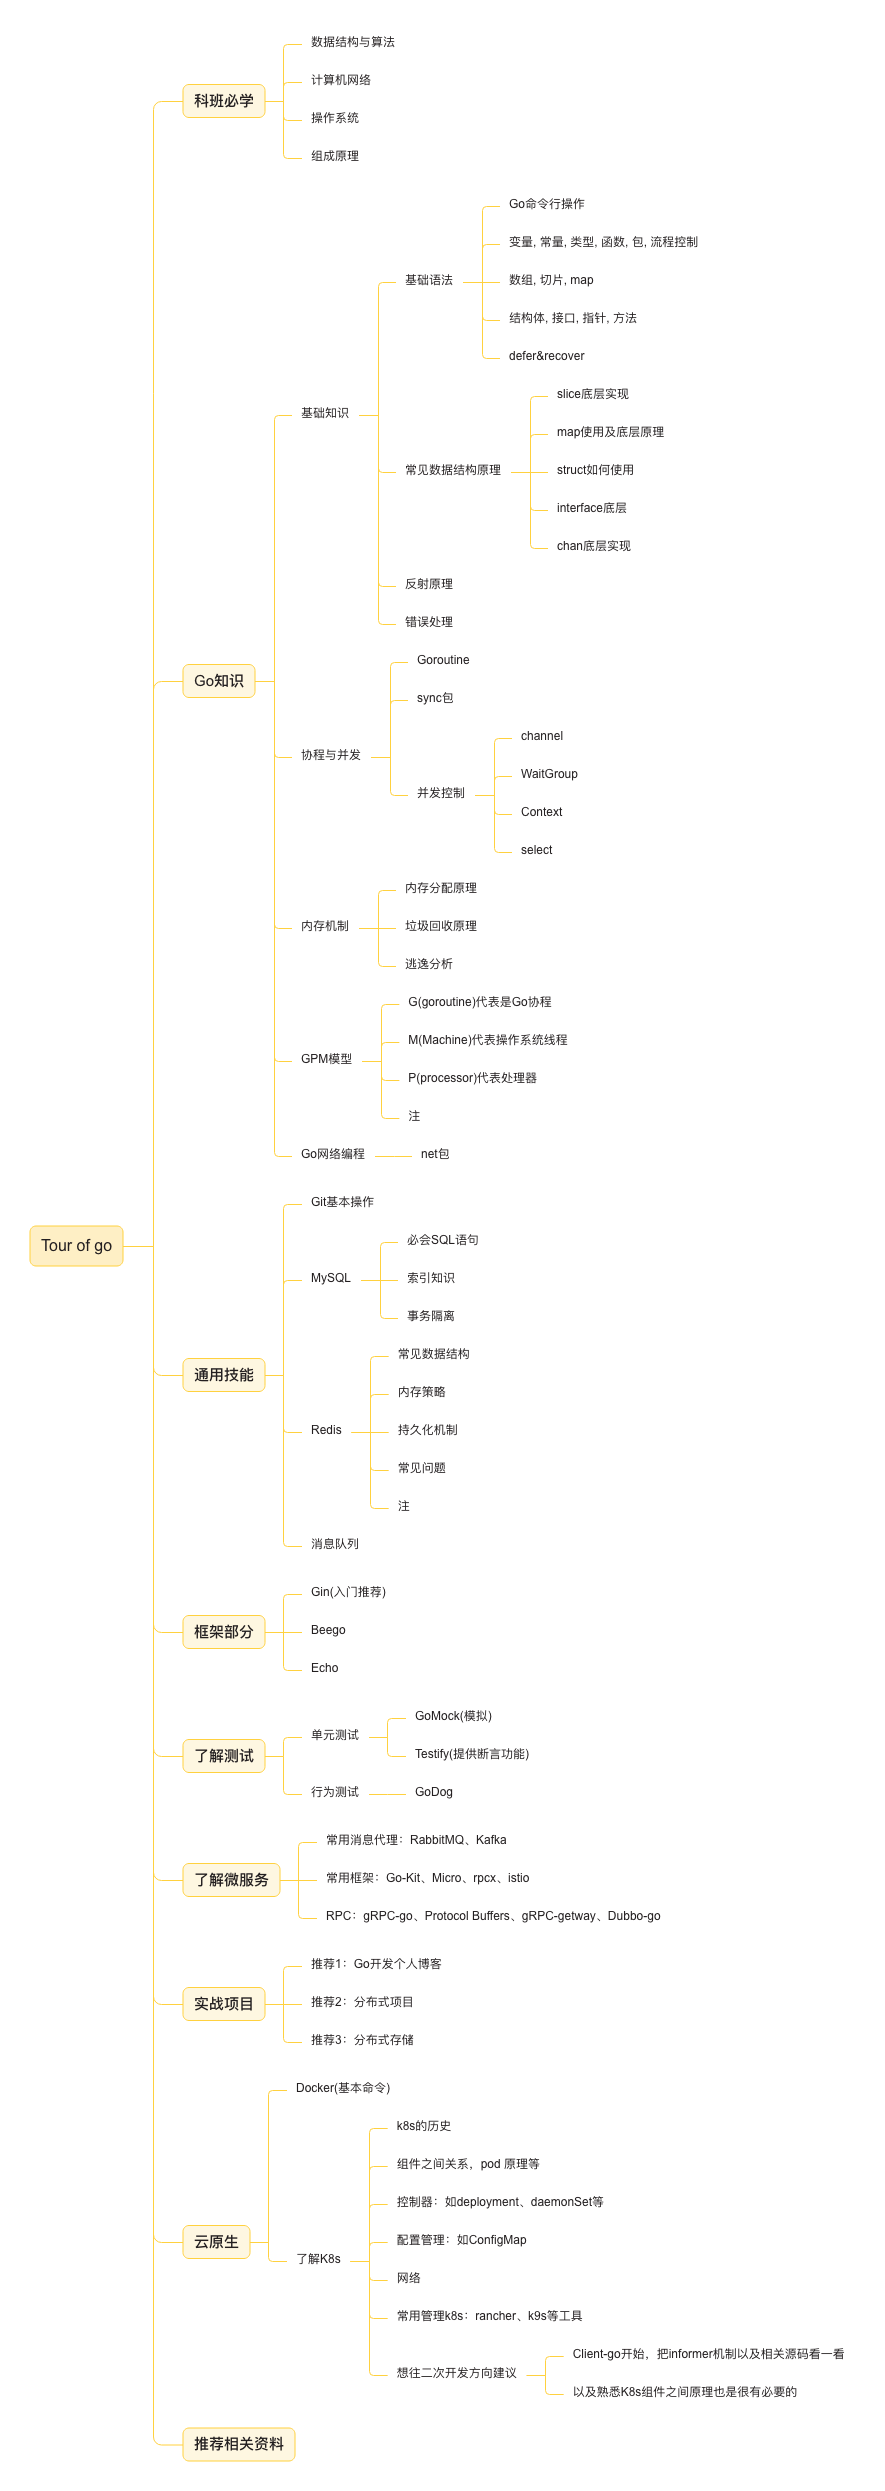 Tour of go
科班必学
数据结构与算法
计算机网络
操作系统
组成原理
Go知识
基础知识
基础语法
Go命令行操作
变量, 常量, 类型, 函数, 包, 流程控制
数组, 切片, map
结构体, 接口, 指针, 方法
defer&recover
常见数据结构原理
slice底层实现
map使用及底层原理
struct如何使用
interface底层
chan底层实现
反射原理
错误处理
协程与并发
Goroutine
sync包
并发控制
channel
WaitGroup
Context
select
内存机制
内存分配原理
垃圾回收原理
逃逸分析
GPM模型
G(goroutine)代表是Go协程
M(Machine)代表操作系统线程
P(processor)代表处理器
注
Go网络编程
net包
通用技能
Git基本操作
MySQL
必会SQL语句
索引知识
事务隔离
Redis
常见数据结构
内存策略
持久化机制
常见问题
注
消息队列
框架部分
Gin(入门推荐)
Beego
Echo
了解测试
单元测试
GoMock(模拟)
Testify(提供断言功能)
行为测试
GoDog
了解微服务
常用消息代理：RabbitMQ、Kafka
常用框架：Go-Kit、Micro、rpcx、istio
RPC：gRPC-go、Protocol Buffers、gRPC-getway、Dubbo-go
实战项目
推荐1：Go开发个人博客
推荐2：分布式项目
推荐3：分布式存储
云原生
Docker(基本命令)
了解K8s
k8s的历史
组件之间关系，pod 原理等
控制器：如deployment、daemonSet等
配置管理：如ConfigMap
网络
常用管理k8s：rancher、k9s等工具
想往二次开发方向建议
Client-go开始，把informer机制以及相关源码看一看
以及熟悉K8s组件之间原理也是很有必要的
推荐相关资料